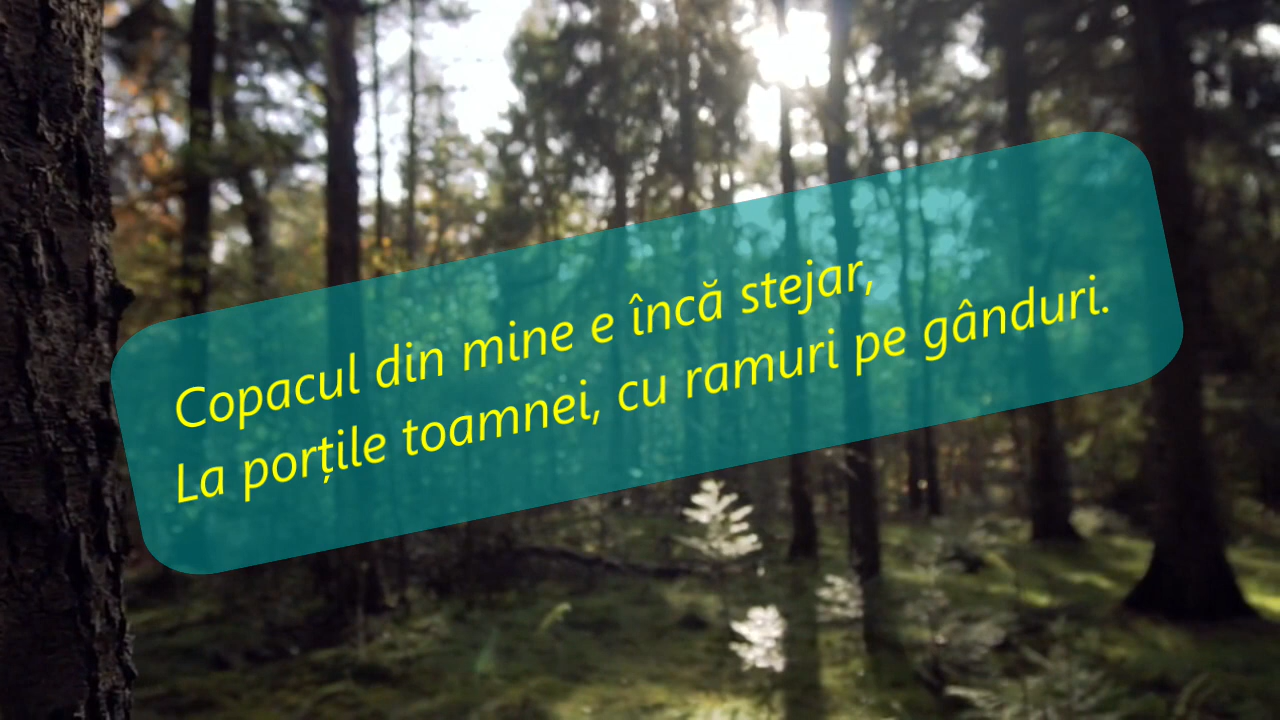 Copacul din mine e încă stejar,
La porțile toamnei, cu ramuri pe gânduri.